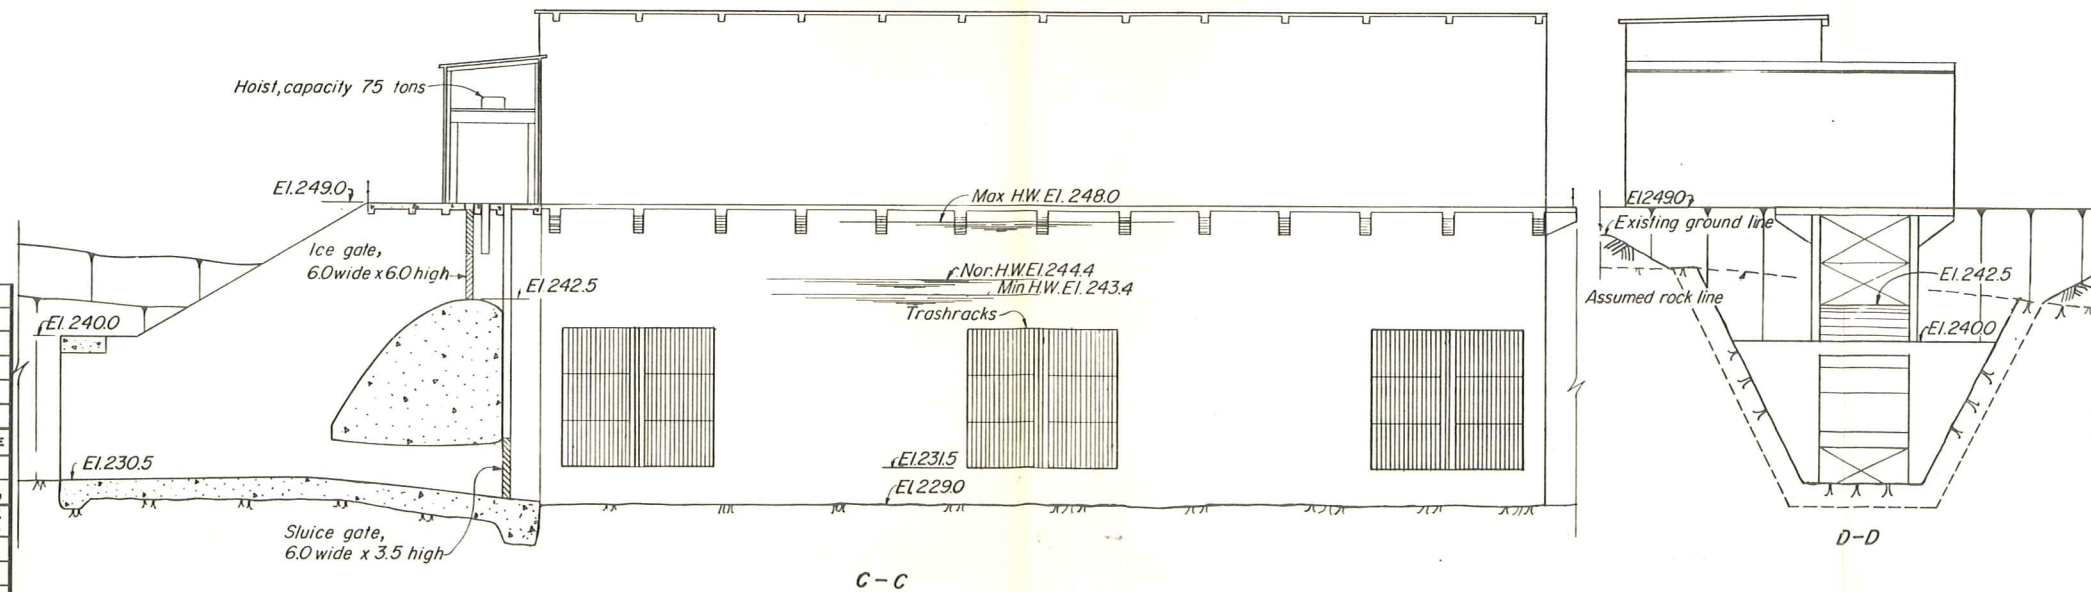 Hoist, capacity 75 tons
El. 249.0
Max H.W. El. 248.0
Ice gate,
6.0 wide x 6.0 high
El. 242.5
Nor. H.W. El. 244.4
Min H.W. El. 243.4
Trashracks
El. 240.0
El. 230.5
El. 231.5
El. 229.0
Sluice gate,
6.0 wide x 3.5 high
C-C
El 249.0
Existing ground line
El. 242.5
Assumed rock line
El. 240.0
D-D